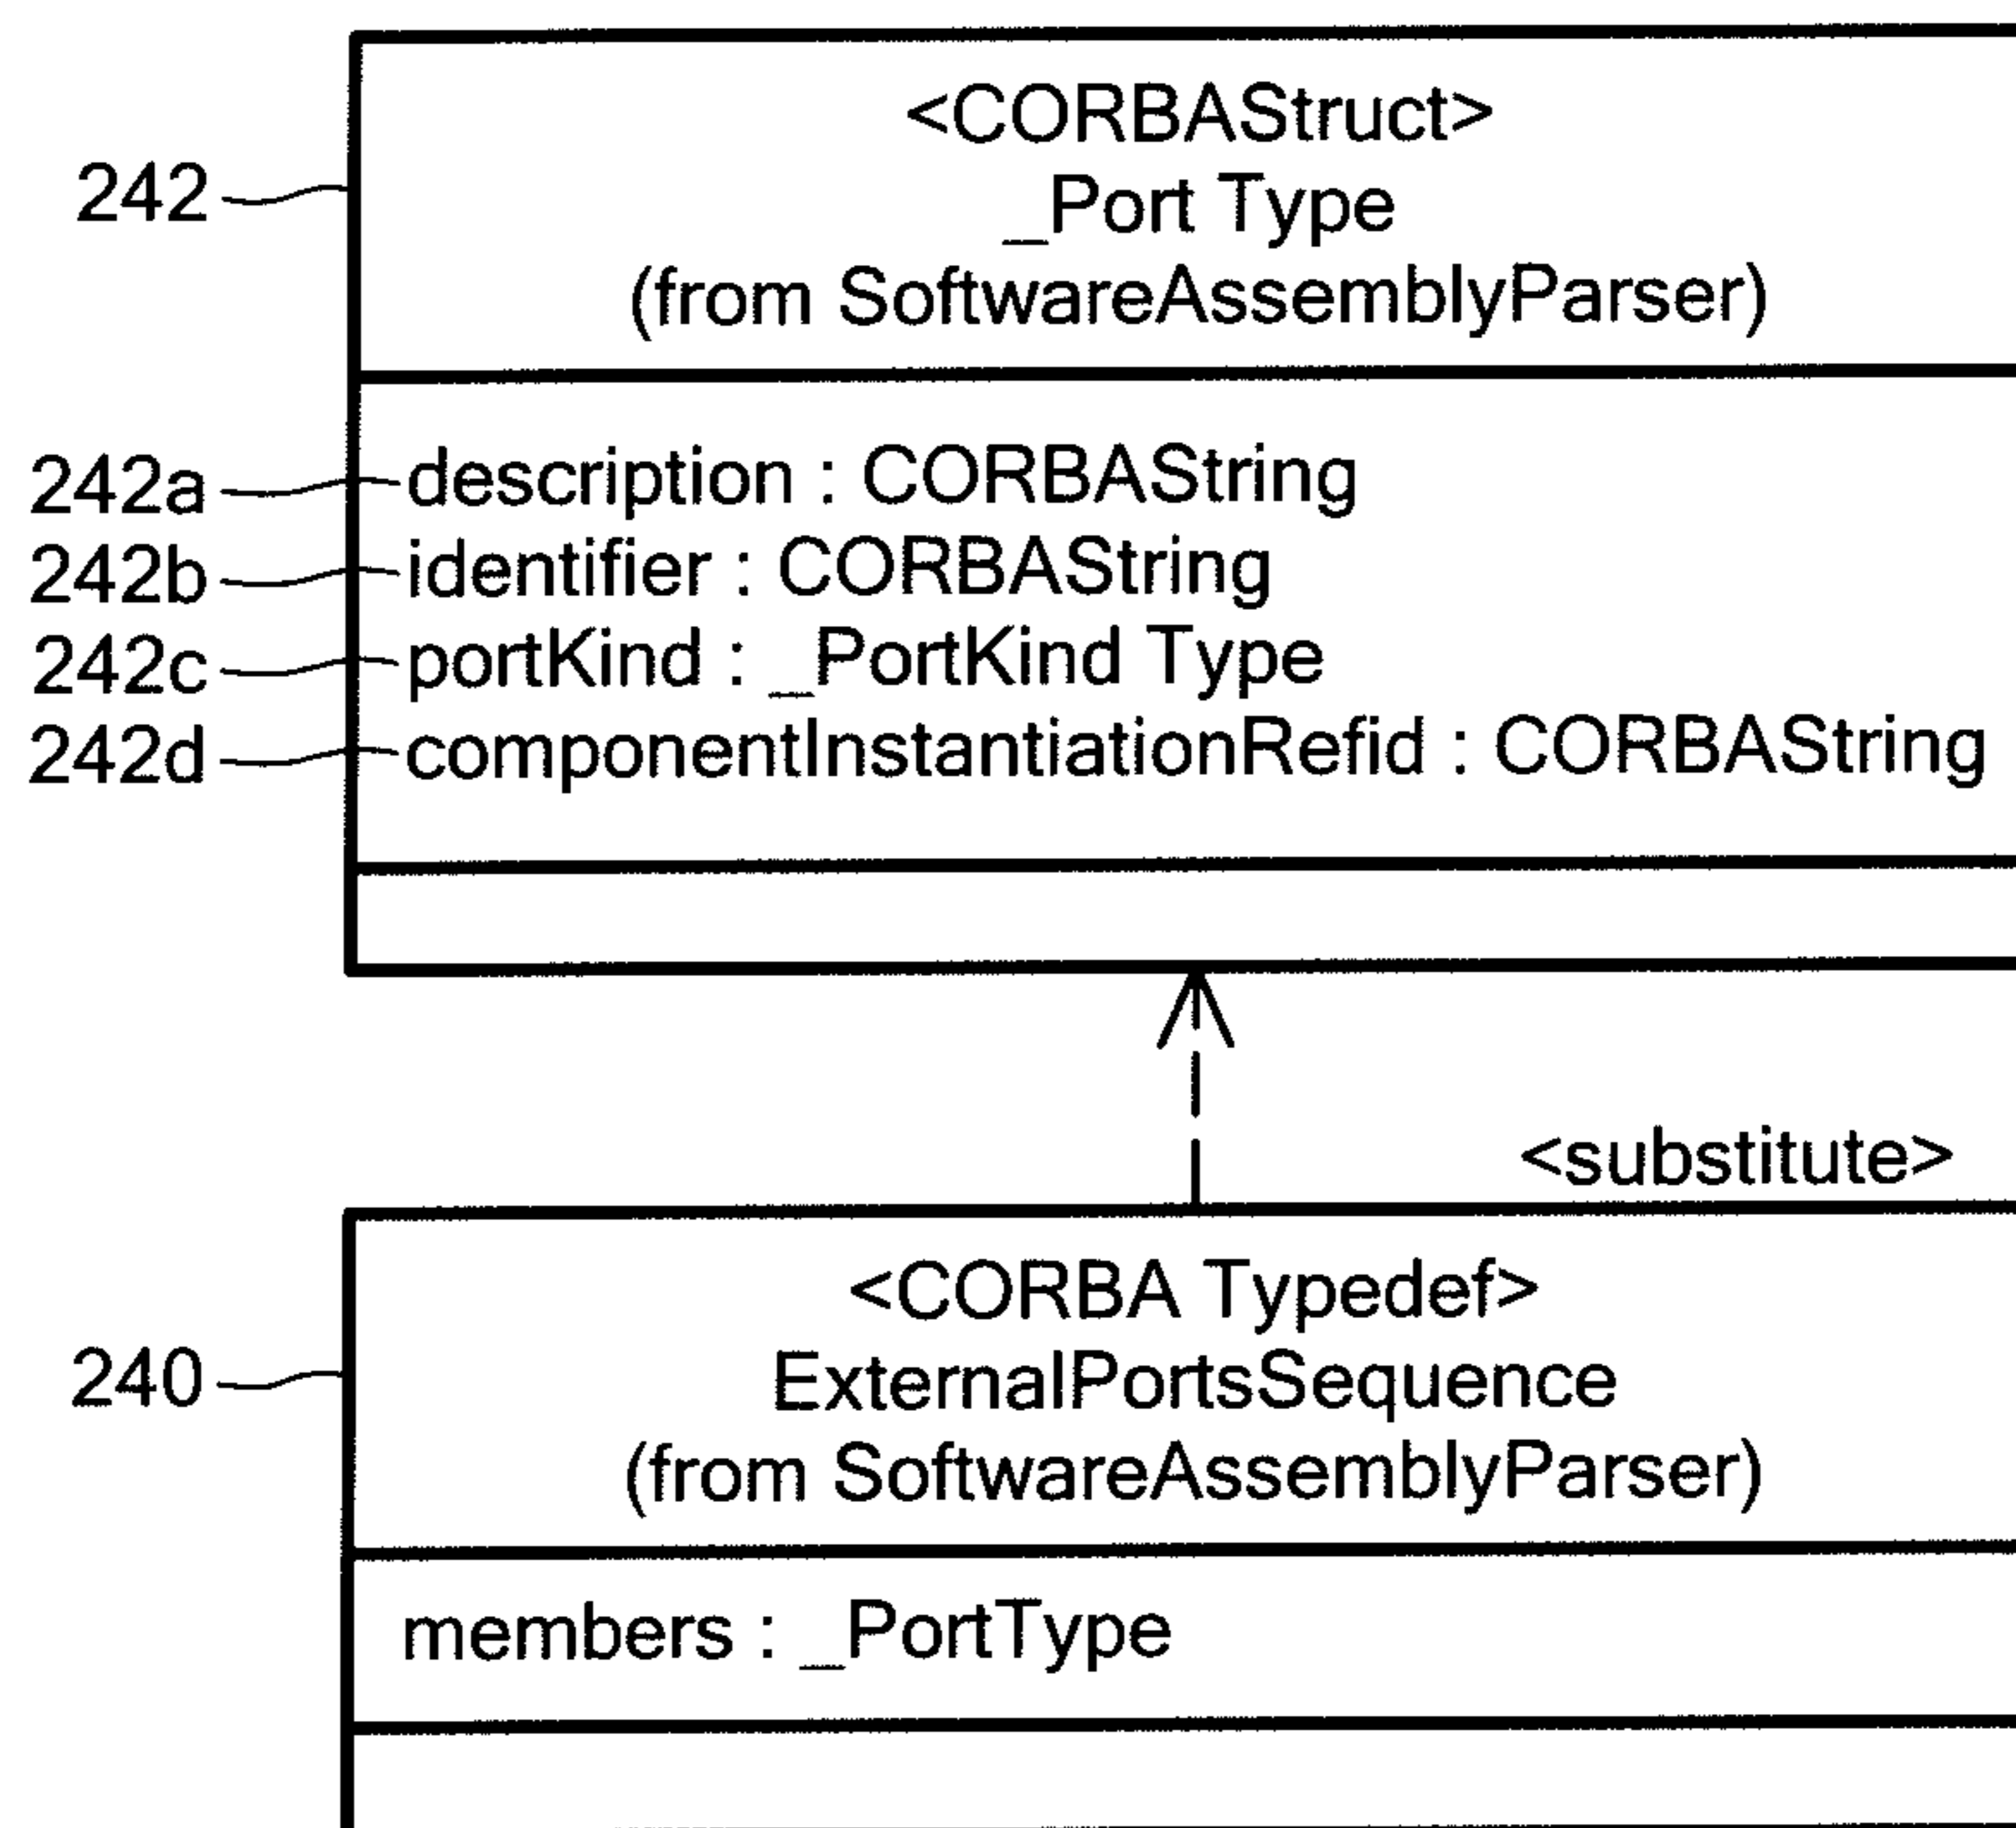 <CORBAStruct>
242
_Port Type
(from SoftwareAssemblyParser)
242a description : CORBAString
242b identifier : CORBAString
242c portKind : _PortKind Type
242d componentInstantiationRefid : CORBAString
<substitute>
<CORBA Typedef>
240 ExternalPortsSequence
(from SoftwareAssemblyParser)
members : _PortType